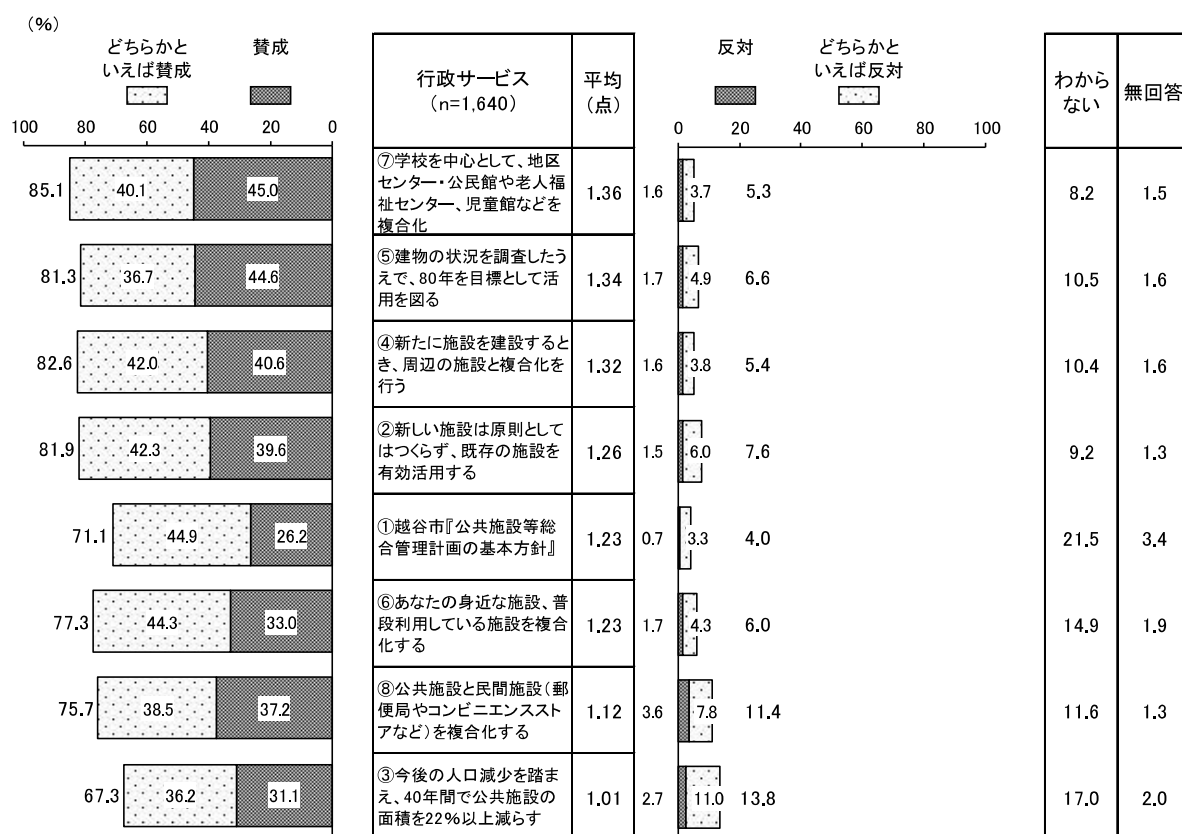 (%)
どちらかと
いえば賛成
賛成
行政サービス
(n=1,640)
平均
(点)
反対
どちらかと
いえば反対
わから
ない
無回答
100 80 60 40 20 0
0 20 40 60 80 100
85.1 40.1 45.0
⑦学校を中心として、地区
センター・公民館や老人福
祉センター、児童館などを
複合化
1.36 1.6 3.7 5.3 8.2 1.5
81.3 36.7 44.6
⑤建物の状況を調査したう
えで、80年を目標として活
用を図る
1.34 1.7 4.9 6.6 10.5 1.6
82.6 42.0 40.6
④新たに施設を建設すると
き、周辺の施設と複合化を
行う
1.32 1.6 3.8 5.4 10.4 1.6
81.9 42.3 39.6
②新しい施設は原則として
はつくらず、既存の施設を
有効活用する
1.26 1.5 6.0 7.6 9.2 1.3
71.1 44.9 26.2
①越谷市『公共施設等総
合管理計画の基本方針』
1.23 0.7 3.3 4.0 21.5 3.4
77.3 44.3 33.0
⑥あなたの身近な施設、普
段利用している施設を複合
化する
1.23 1.7 4.3 6.0 14.9 1.9
75.7 38.5 37.2
⑧公共施設と民間施設(郵
便局やコンビニエンススト
アなど)を複合化する
1.12 3.6 7.8 11.4 11.6 1.3
67.3 36.2 31.1
③今後の人口減少を踏ま
え、40年間で公共施設の
面積を22%以上減らす
1.01 2.7 11.0 13.8 17.0 2.0